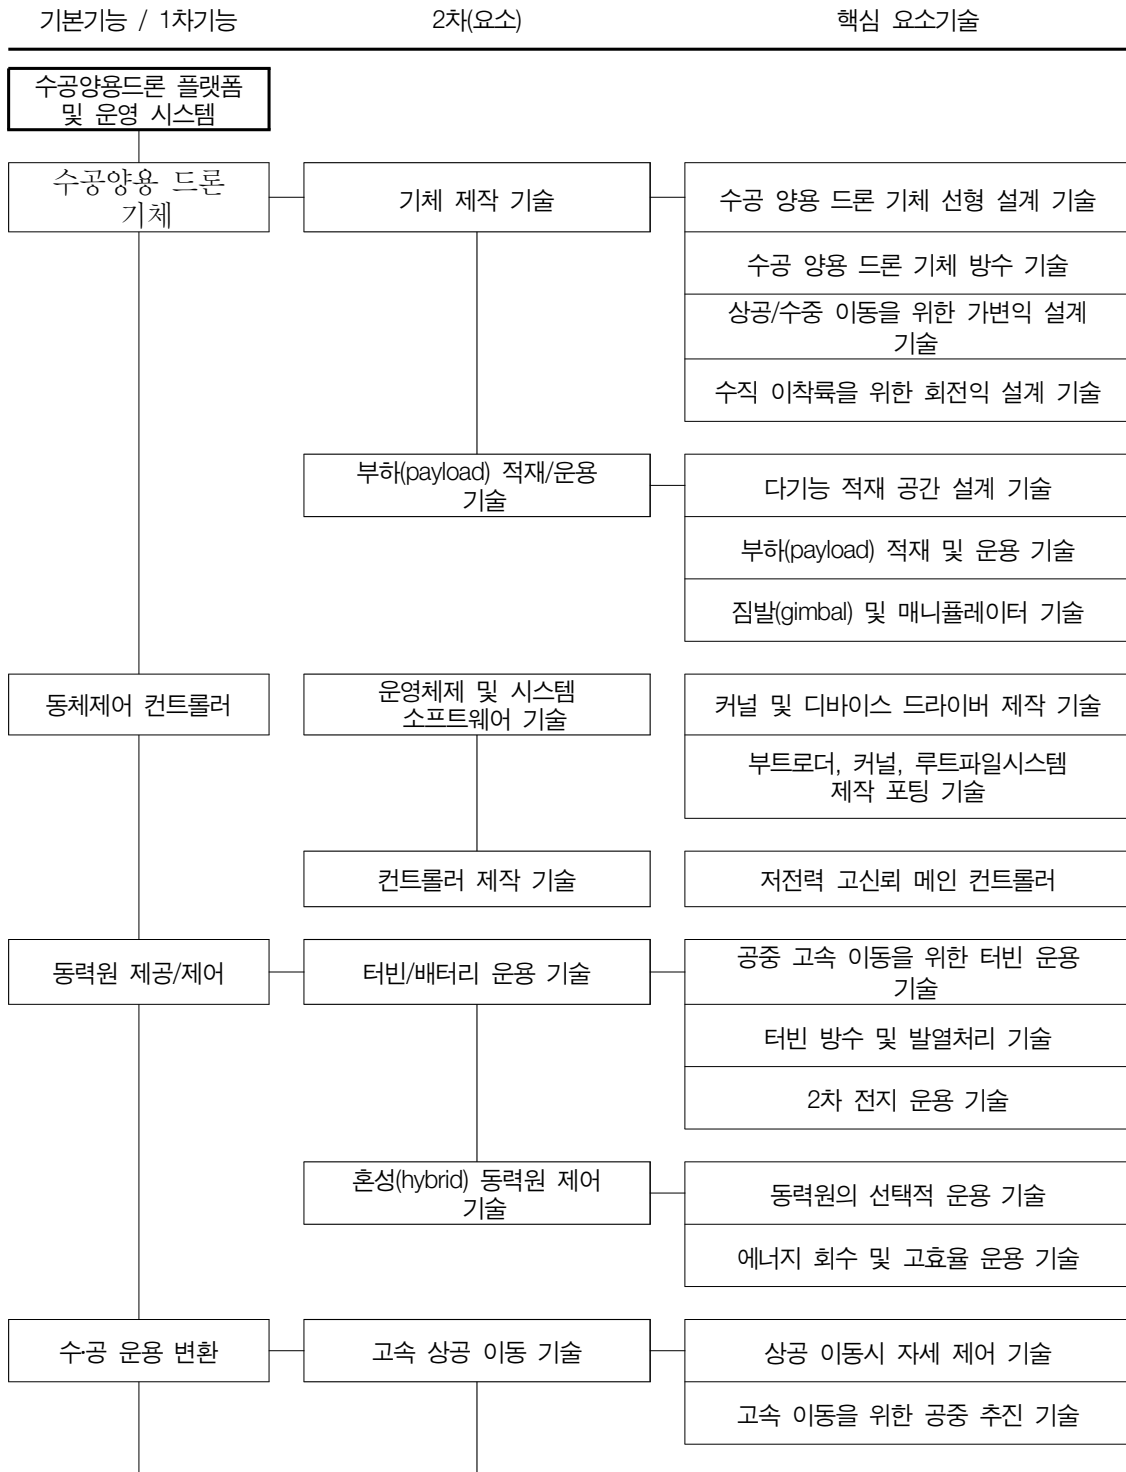 기본기능 / 1차기능 2차(요소) 핵심 요소기술
수공양용드론 플랫폼
및 운영 시스템
수공양용 드론
기체
기체 제작 기술
수공 양용 드론 기체 선형 설계 기술
수공 양용 드론 기체 방수 기술
상공/수중 이동을 위한 가변익 설계
기술
수직 이착륙을 위한 회전익 설계 기술
부하(payload) 적재/운용
기술
다기능 적재 공간 설계 기술
부하(payload) 적재 및 운용 기술
짐발(gimbal) 및 매니퓰레이터 기술
동체제어 컨트롤러
운영체제 및 시스템
소프트웨어 기술
커널 및 디바이스 드라이버 제작 기술
부트로더, 커널, 루트파일시스템
제작 포팅 기술
컨트롤러 제작 기술
저전력 고신뢰 메인 컨트롤러
동력원 제공/제어
터빈/배터리 운용 기술
공중 고속 이동을 위한 터빈 운용
기술
터빈 방수 및 발열처리 기술
2차 전지 운용 기술
혼성(hybrid) 동력원 제어
기술
동력원의 선택적 운용 기술
에너지 회수 및 고효율 운용 기술
수·공 운용 변환
고속 상공 이동 기술
상공 이동시 자세 제어 기술
고속 이동을 위한 공중 추진 기술